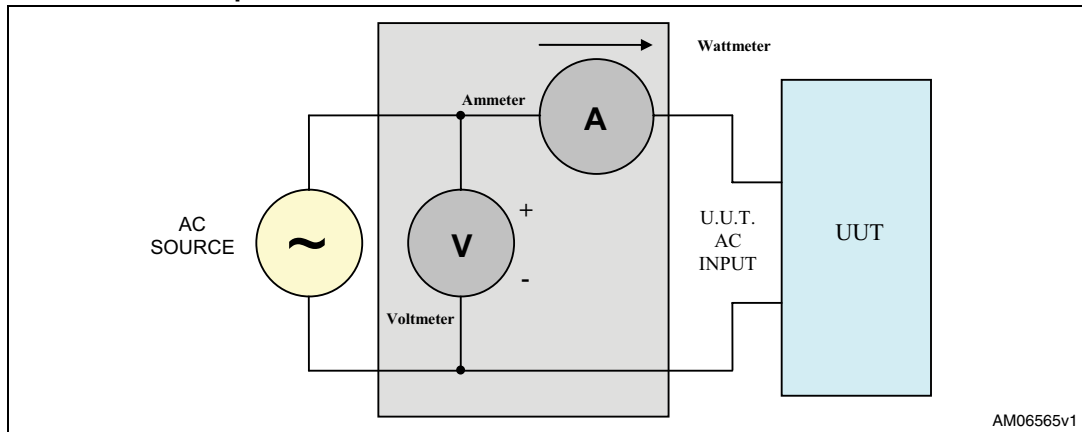 Wattmeter
Ammeter
A
AC
SOURCE
~
V
+
-
Voltmeter
U.U.T.
AC
INPUT
UUT
AM06565v1